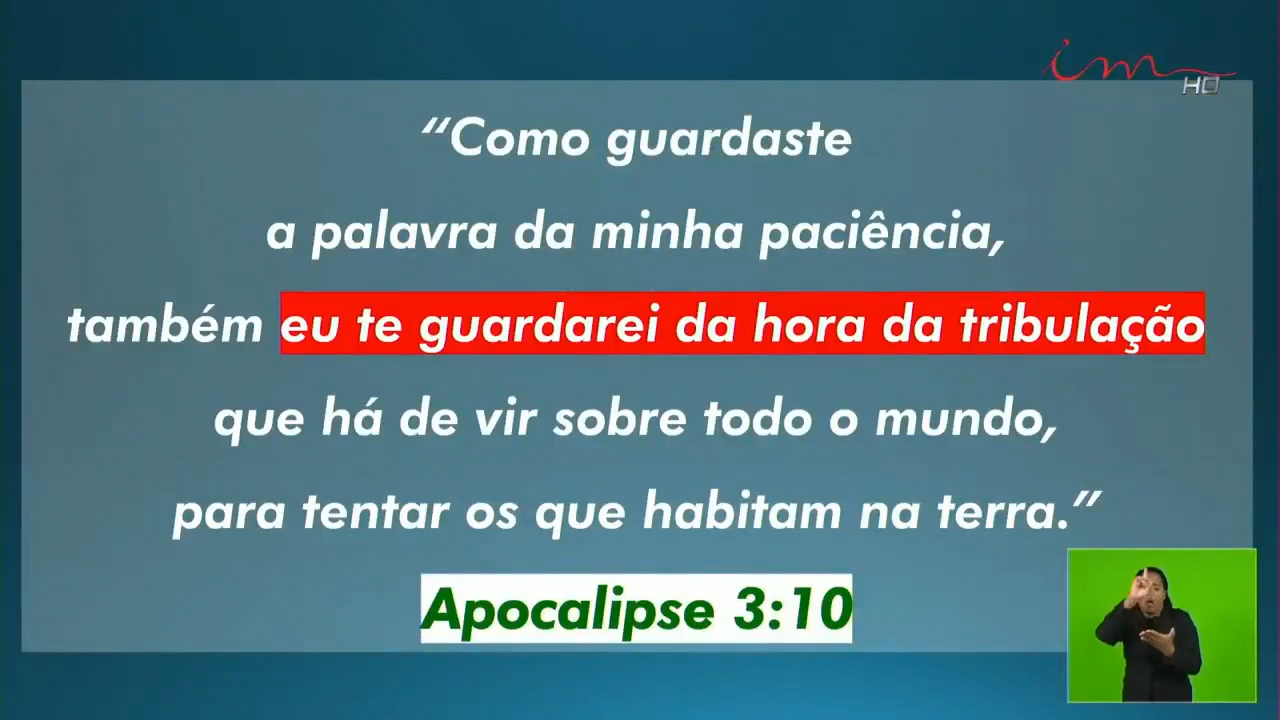 im
HD
“Como guardaste
a palavra da minha paciência,
também eu te guardarei da hora da tribulação
que há de vir sobre todo o mundo,
para tentar os que habitam na terra.”
Apocalipse 3:10